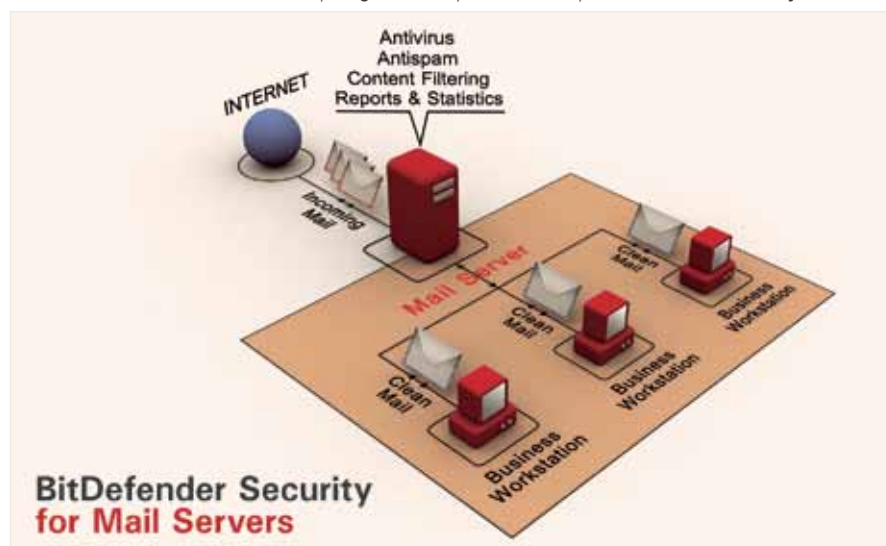 Antivirus
Antispam
Content Filtering
Reports & Statistics
INTERNET
Incoming
Mail
Mail Server
Clean
Mail
Business
Workstation
Clean
Mail
Business
Workstation
Clean
Mail
Business
Workstation
BitDefender Security
for Mail Servers